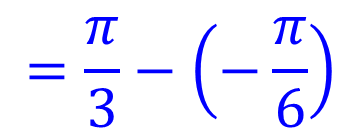 = π/3 − (− π/6)